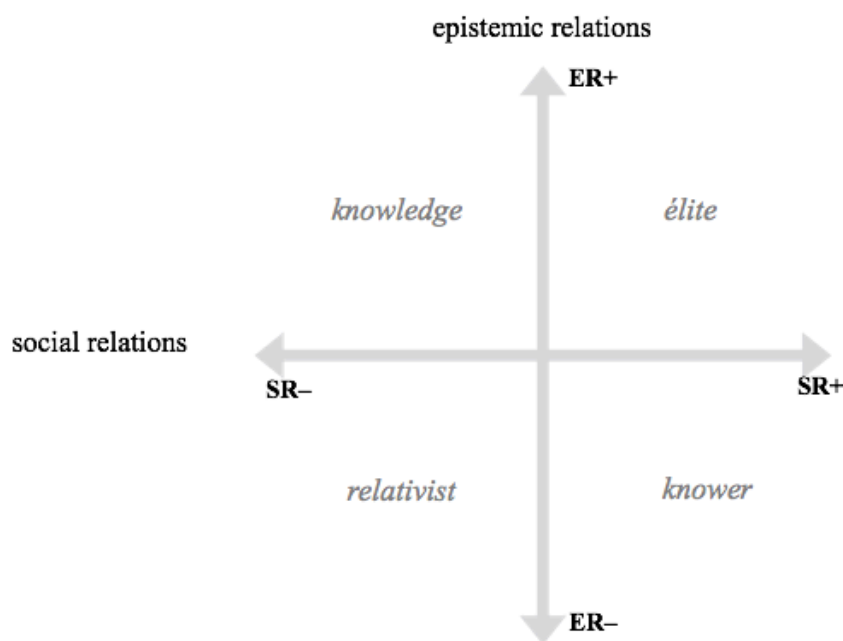 epistemic relations
ER+
knowledge
élite
social relations
SR–
SR+
relativist
knower
ER–